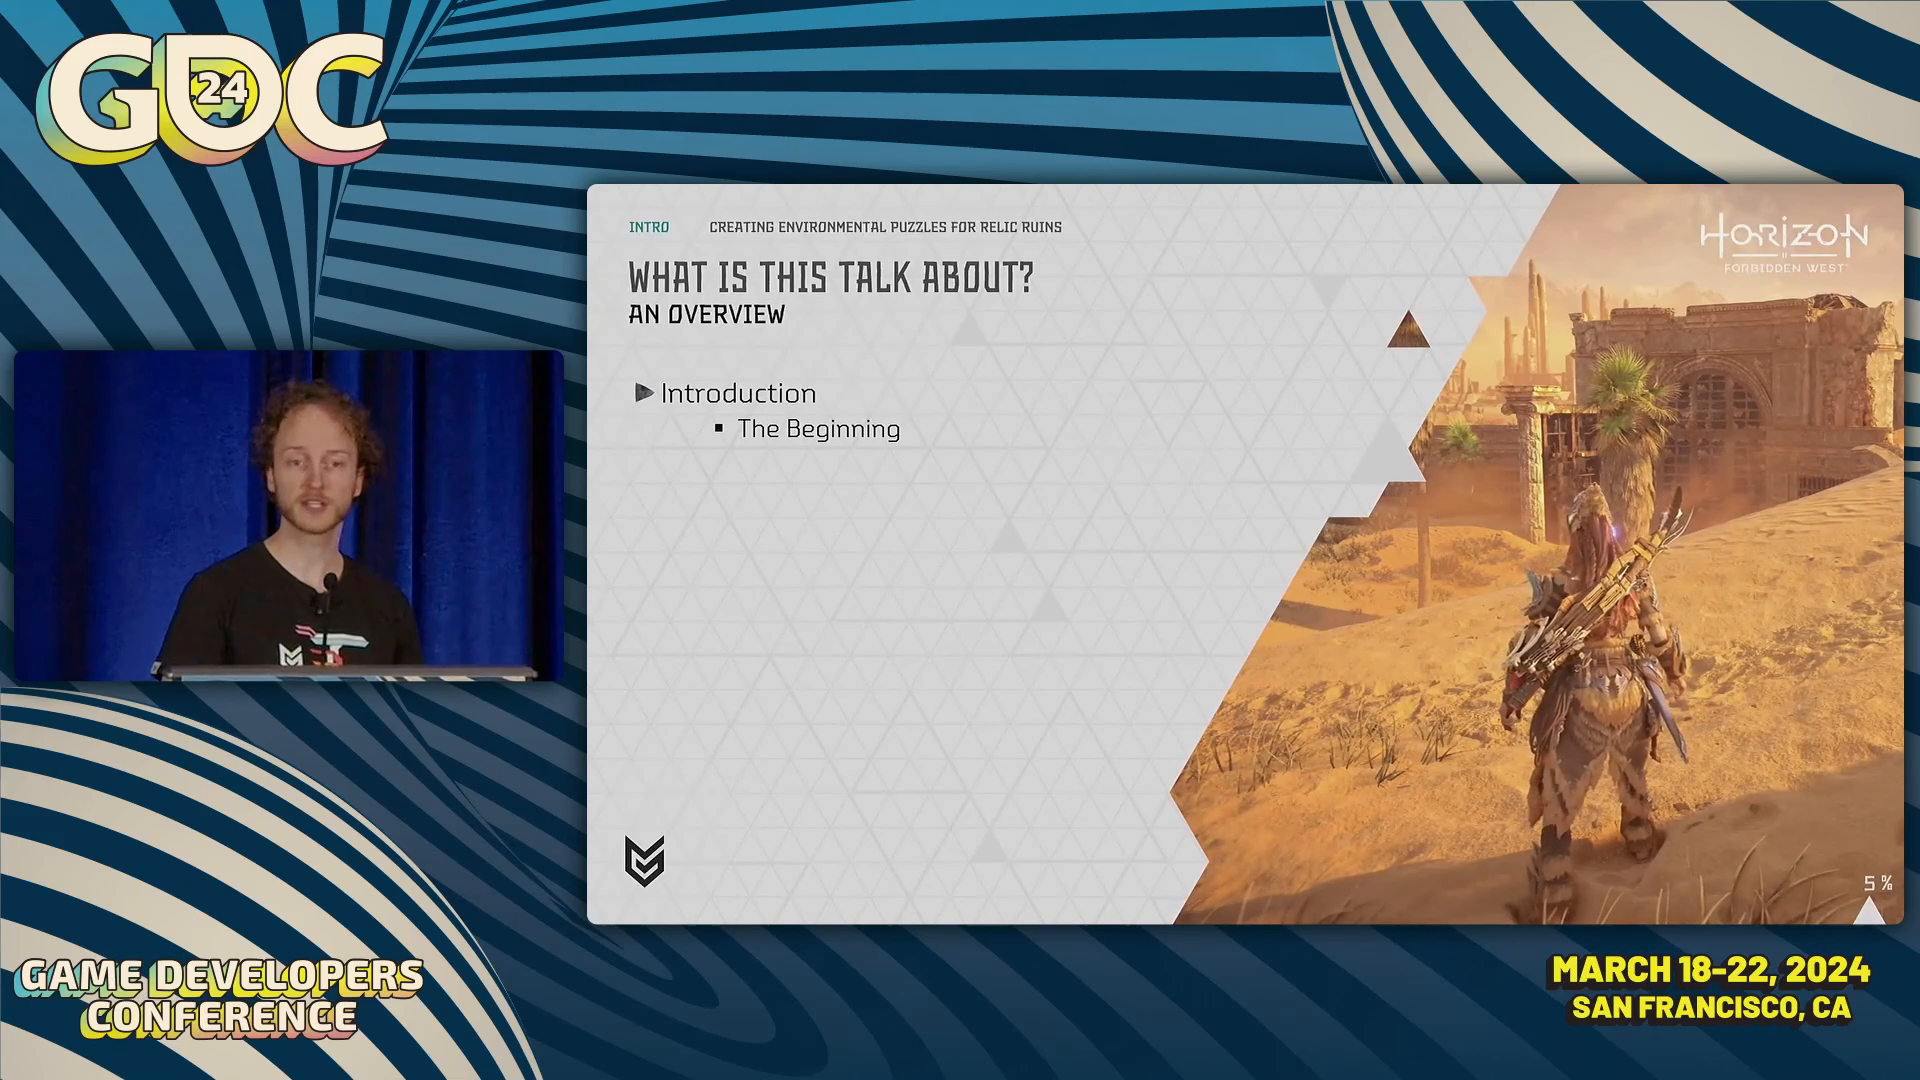 GDC
24
INTRO CREATING ENVIRONMENTAL PUZZLES FOR RELIC RUINS
WHAT IS THIS TALK ABOUT?
AN OVERVIEW
Introduction
The Beginning
HORIZON
FORBIDDEN WEST
5 %
GAME DEVELOPERS
CONFERENCE
MARCH 18-22, 2024
SAN FRANCISCO, CA